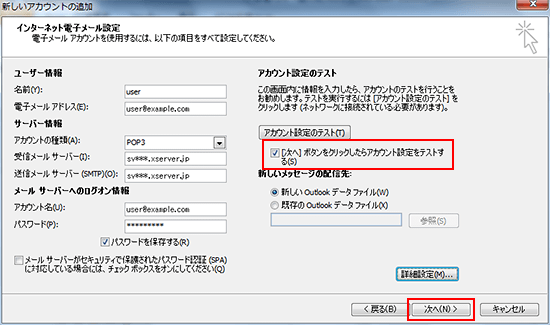 新しいアカウントの追加
インターネット電子メール設定
電子メール アカウントを使用するには、以下の項目をすべて設定してください。
ユーザー情報
名前(Y):
user
電子メール アドレス(E):
user@example.com
サーバー情報
アカウントの種類(A):
POP3
受信メール サーバー(I):
sv***.xserver.jp
送信メール サーバー (SMTP)(O):
sv***.xserver.jp
メール サーバーへのログオン情報
アカウント名(U):
user@example.com
パスワード(P):
*********
パスワードを保存する(R)
メール サーバーがセキュリティで保護されたパスワード認証 (SPA)
に対応している場合には、チェック ボックスをオンにしてください(Q)
アカウント設定のテスト
この画面内に情報を入力したら、アカウントのテストを行うことを
お勧めします。テストを実行するには [アカウント設定のテスト] を
クリックします (ネットワークに接続されている必要があります)。
アカウント設定のテスト(T)
[次へ] ボタンをクリックしたらアカウント設定をテストす
る(S)
新しいメッセージの配信先:
新しい Outlook データ ファイル(W)
既存の Outlook データ ファイル(X)
参照(S)
詳細設定(M)...
< 戻る(B)
次へ(N) >
キャンセル